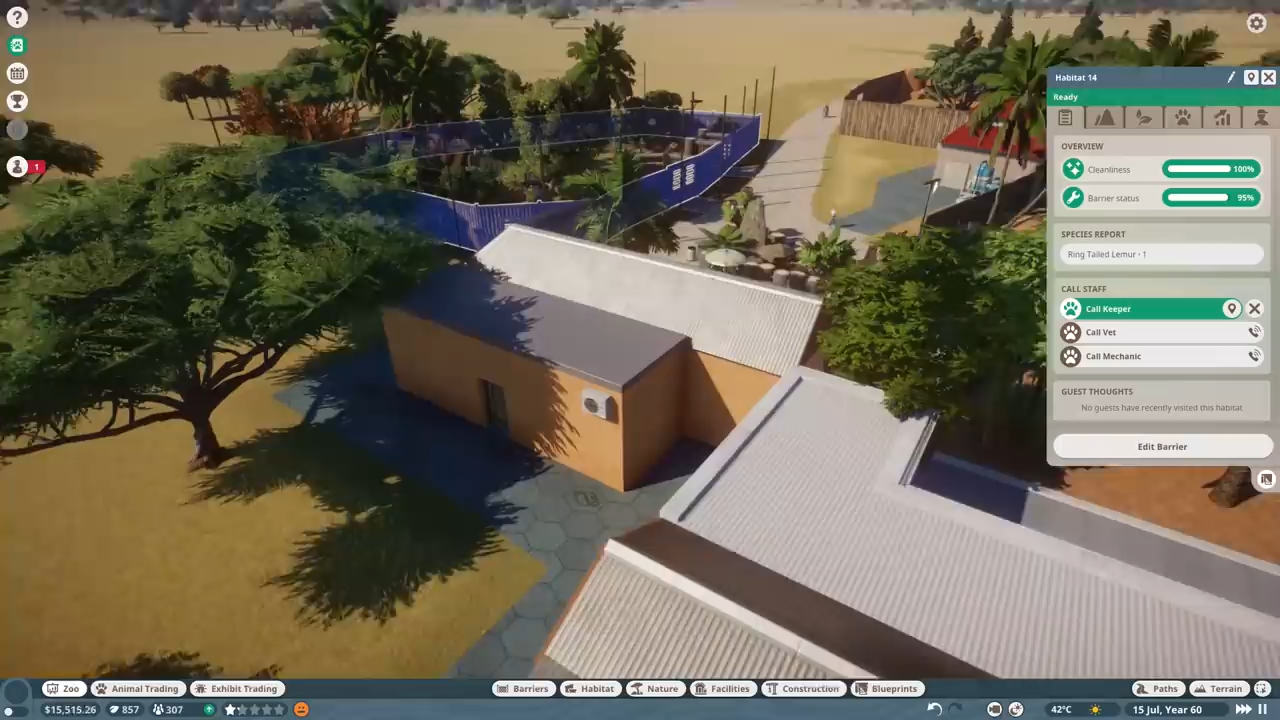 ?
Habitat 14
Ready
OVERVIEW
Cleanliness 100%
Barrier status 95%
SPECIES REPORT
Ring Tailed Lemur · 1
CALL STAFF
Call Keeper
Call Vet
Call Mechanic
GUEST THOUGHTS
No guests have recently visited this habitat
Edit Barrier
1
Zoo Animal Trading Exhibit Trading Barriers Habitat Nature Facilities Construction Blueprints Paths Terrain
$15,515.26 857 307 42°C 15 Jul, Year 60